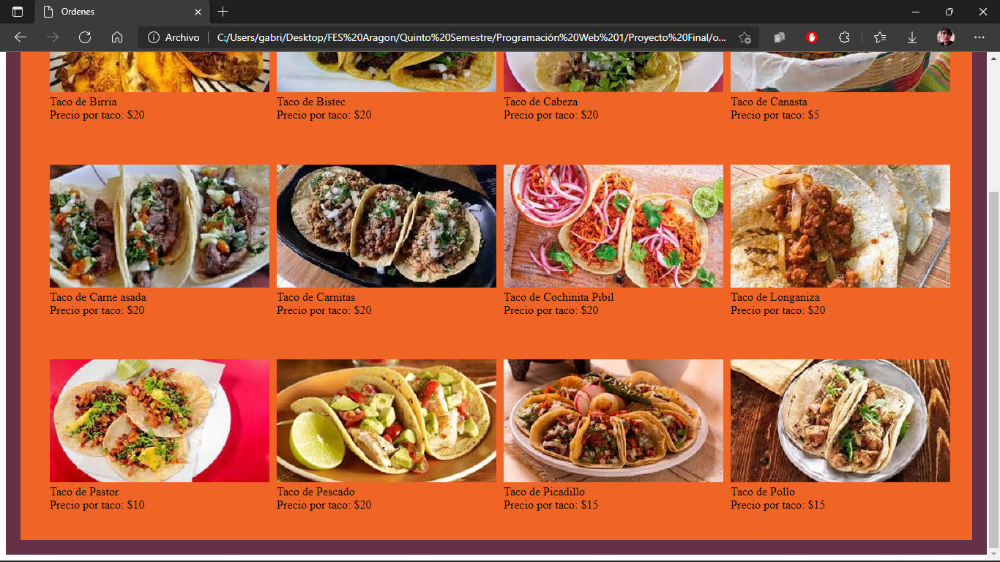 Ordenes
Archivo
C:/Users/gabri/Desktop/FES%20Aragon/Quinto%20Semestre/Programación%20Web%201/Proyecto%20Final/o...
Taco de Birria
Precio por taco: $20
Taco de Bistec
Precio por taco: $20
Taco de Cabeza
Precio por taco: $20
Taco de Canasta
Precio por taco: $5
Taco de Carne asada
Precio por taco: $20
Taco de Carnitas
Precio por taco: $20
Taco de Cochinita Pibil
Precio por taco: $20
Taco de Longaniza
Precio por taco: $20
Taco de Pastor
Precio por taco: $10
Taco de Pescado
Precio por taco: $20
Taco de Picadillo
Precio por taco: $15
Taco de Pollo
Precio por taco: $15